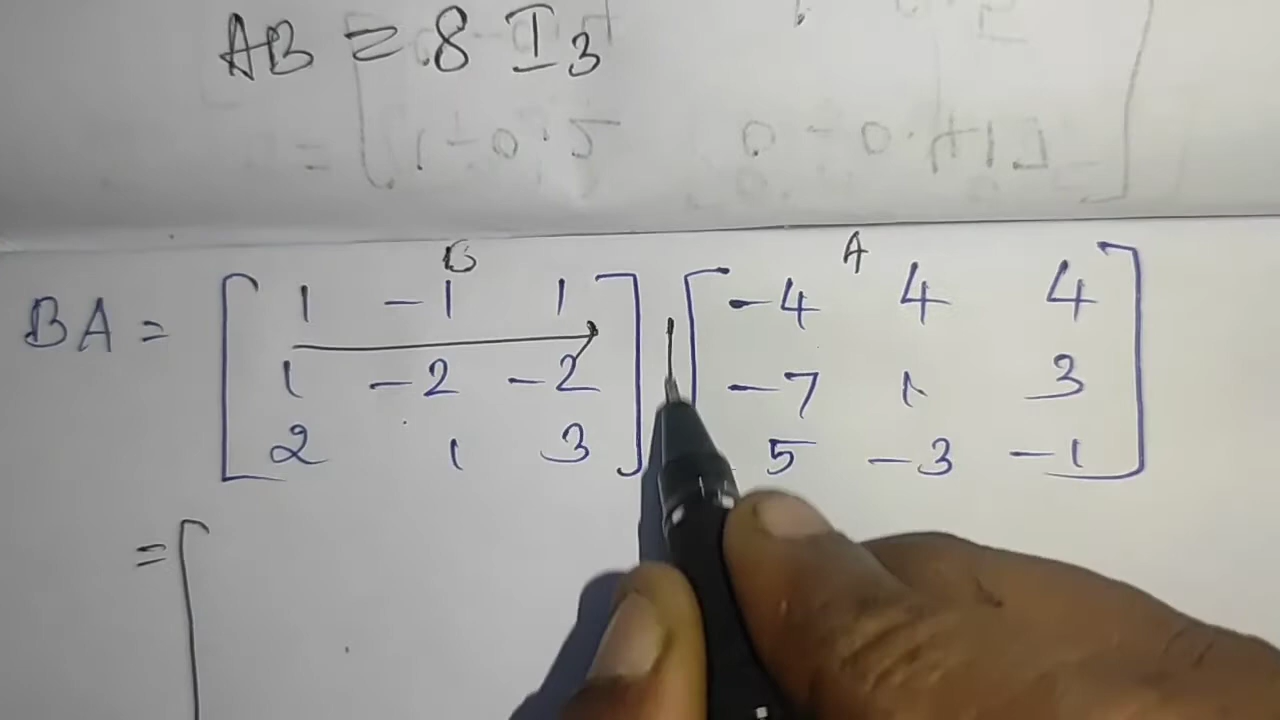 AB = 8 I3
B A
BA = [ 1 -1 1 ] [ -4 4 4 ]
1 -2 -2 -7 1 3
2 1 3 5 -3 -1
= [